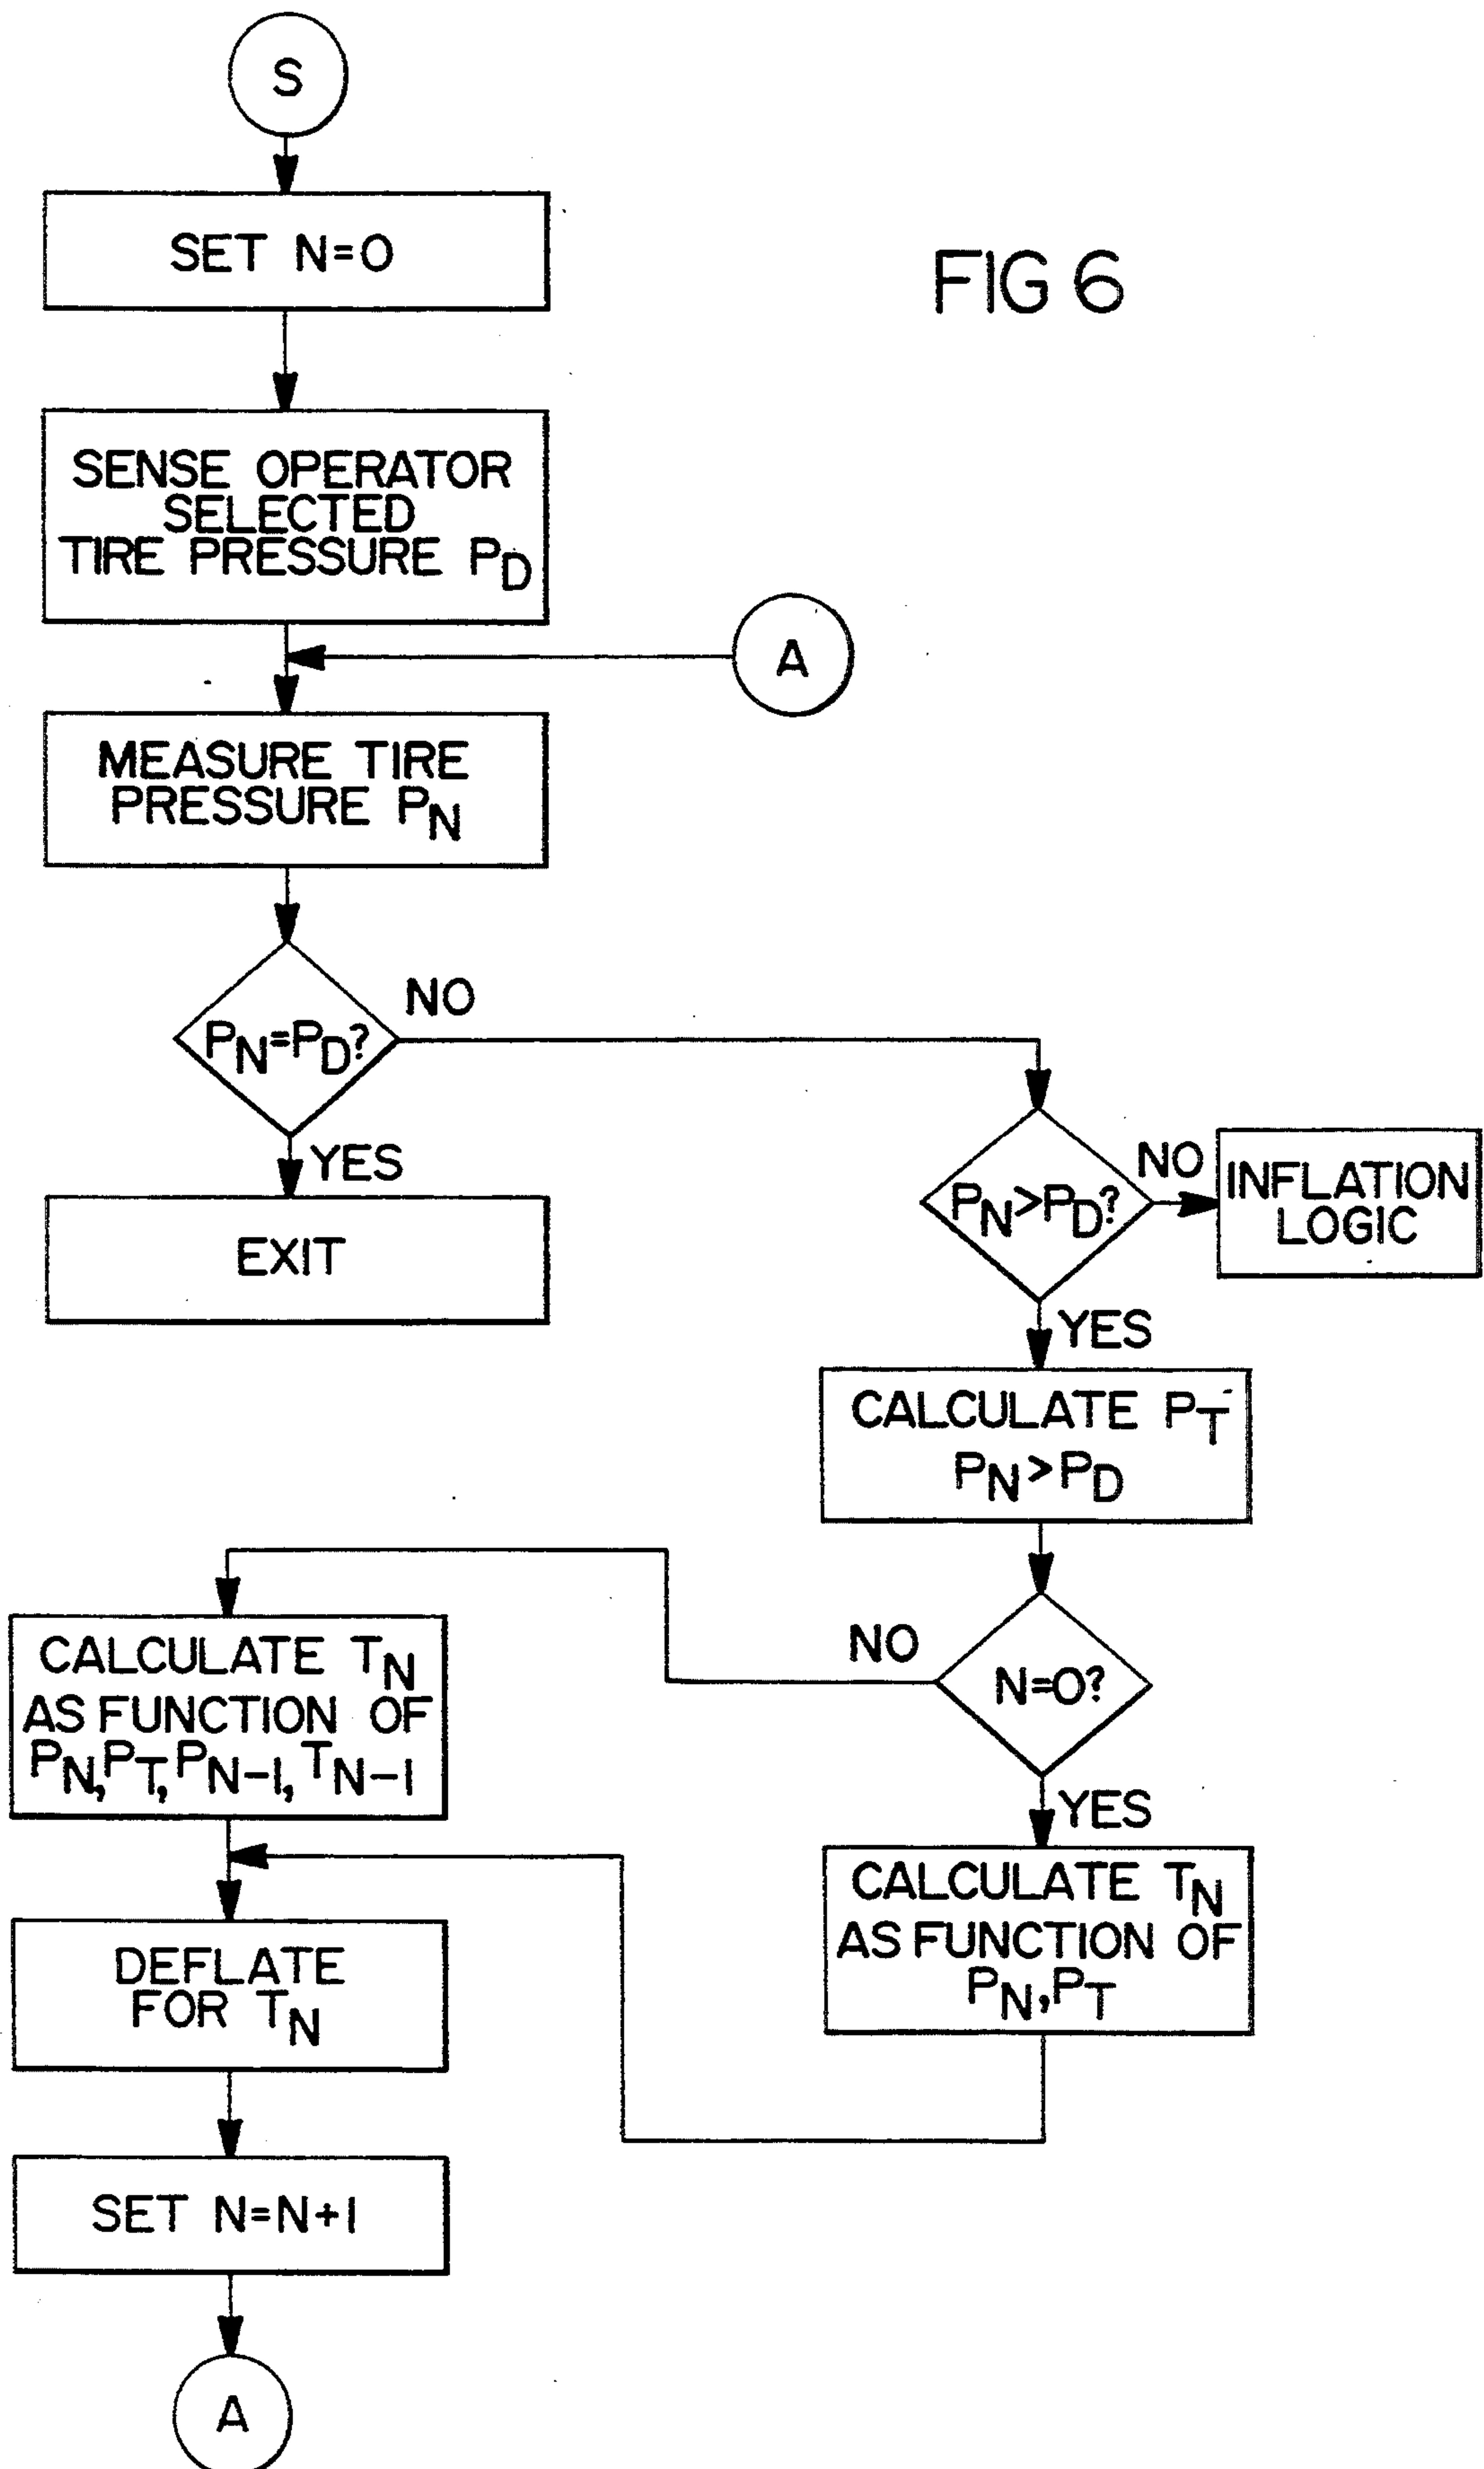 S
SET N=0
FIG 6
SENSE OPERATOR
SELECTED
TIRE PRESSURE PD
A
MEASURE TIRE
PRESSURE PN
PN=PD?
NO
YES
EXIT
PN>PD?
NO
INFLATION
LOGIC
YES
CALCULATE PT
PN>PD
N=0?
NO
CALCULATE TN
AS FUNCTION OF
PN,PT,PN-1,TN-1
YES
CALCULATE TN
AS FUNCTION OF
PN,PT
DEFLATE
FOR TN
SET N=N+1
A